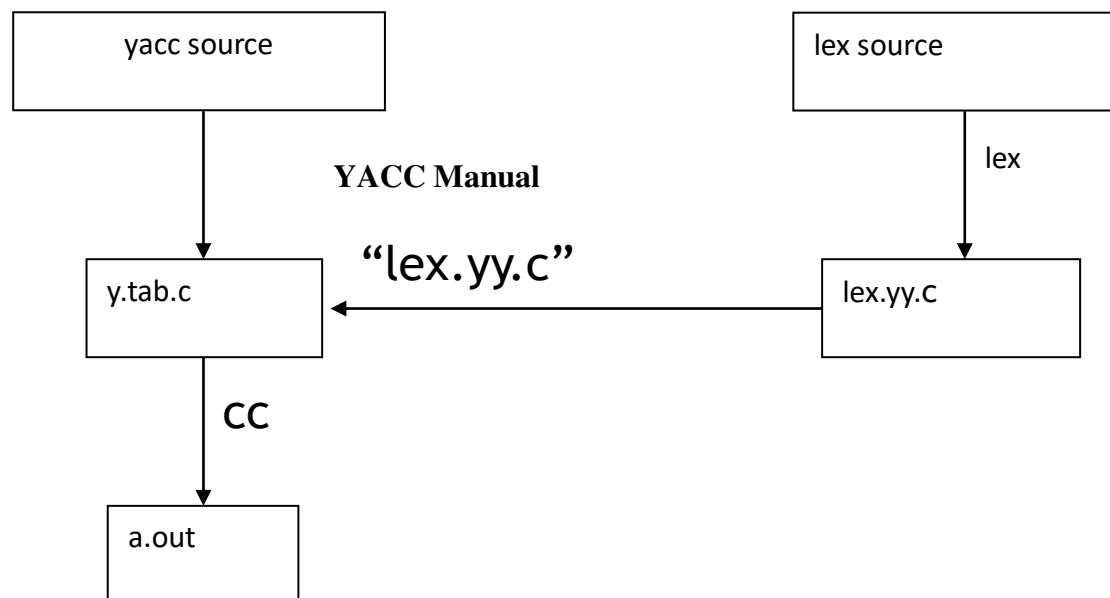 yacc source
lex source
lex
YACC Manual
“lex.yy.c”
y.tab.c
lex.yy.c
cc
a.out